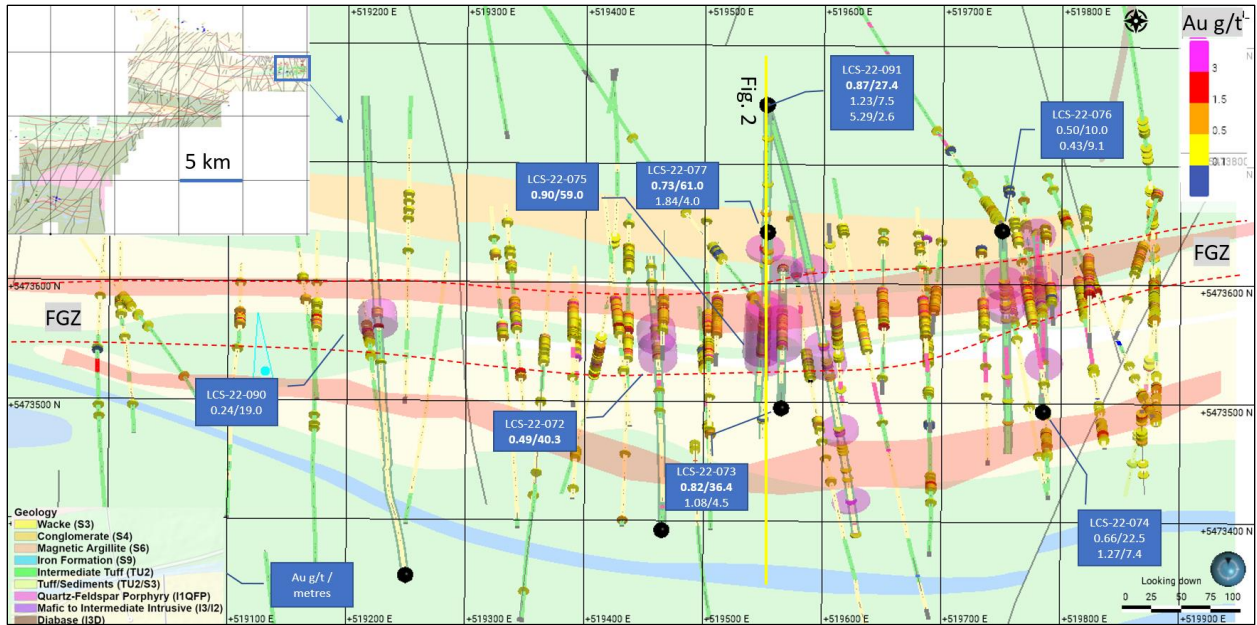 +519200 E
+519300 E
+519400 E
+519500 E
+519600 E
+519700 E
+519800 E
Au g/t
3
1.5
0.5
0.1
5 km
Fig. 2
LCS-22-091
0.87/27.4
1.23/7.5
5.29/2.6
LCS-22-076
0.50/10.0
0.43/9.1
LCS-22-075
0.90/59.0
LCS-22-077
0.73/61.0
1.84/4.0
FGZ
+5473600 N
+5473600 N
FGZ
LCS-22-090
0.24/19.0
+5473500 N
+5473500 N
LCS-22-072
0.49/40.3
LCS-22-073
0.82/36.4
1.08/4.5
LCS-22-074
0.66/22.5
1.27/7.4
+5473400 N
Geology
Wacke (S3)
Conglomerate (S4)
Magnetic Argillite (S6)
Iron Formation (S9)
Intermediate Tuff (TU2)
Tuff/Sediments (TU2/S3)
Quartz-Feldspar Porphyry (I1QFP)
Mafic to Intermediate Intrusive (I3/I2)
Diabase (I3D)
Au g/t /
metres
Looking down
0 25 50 75 100
+519100 E
+519200 E
+519300 E
+519400 E
+519500 E
+519600 E
+519700 E
+519800 E
+519900 E